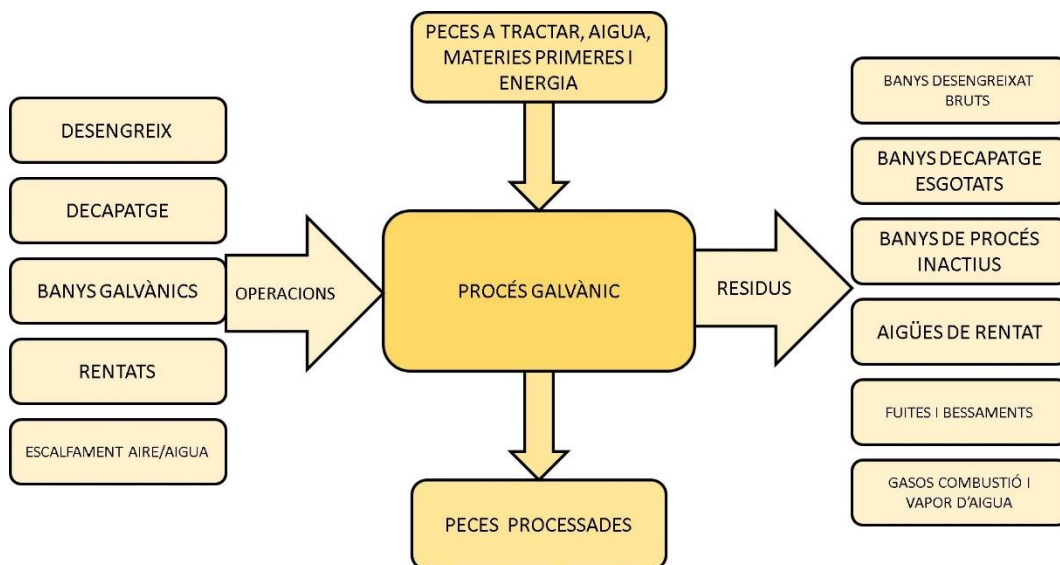 PECES A TRACTAR, AIGUA,
MATERIES PRIMERES I
ENERGIA
DESENGREIX
DECAPATGE
BANYS GALVÀNICS
RENTATS
ESCALFAMENT AIRE/AIGUA
OPERACIONS
PROCÉS GALVÀNIC
RESIDUS
BANYS DESENGREIXAT
BRUTS
BANYS DECAPATGE
ESGOTATS
BANYS DE PROCÉS
INACTIUS
AIGÜES DE RENTAT
FUITES I BESSAMENTS
GASOS COMBUSTIÓ I
VAPOR D'AIGUA
PECES PROCESSADES